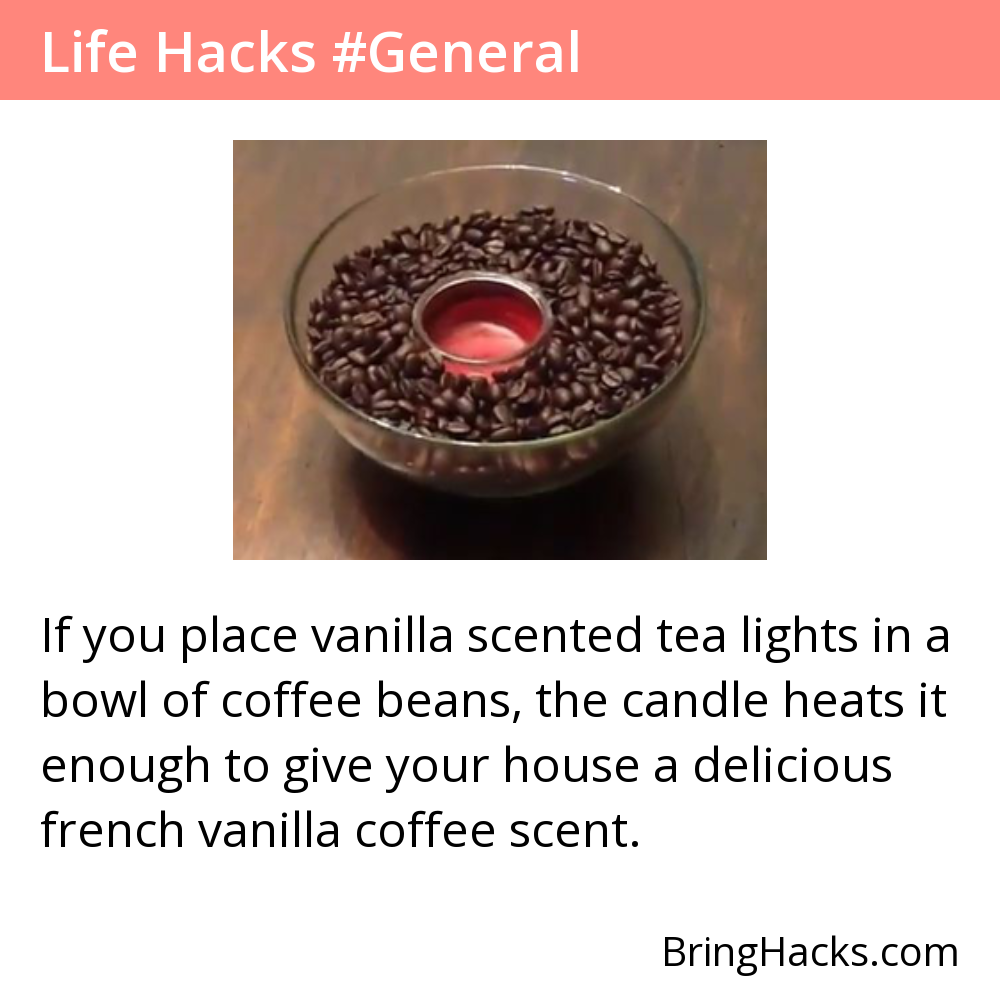 Life Hacks #General
If you place vanilla scented tea lights in a
bowl of coffee beans, the candle heats it
enough to give your house a delicious
french vanilla coffee scent.
BringHacks.com